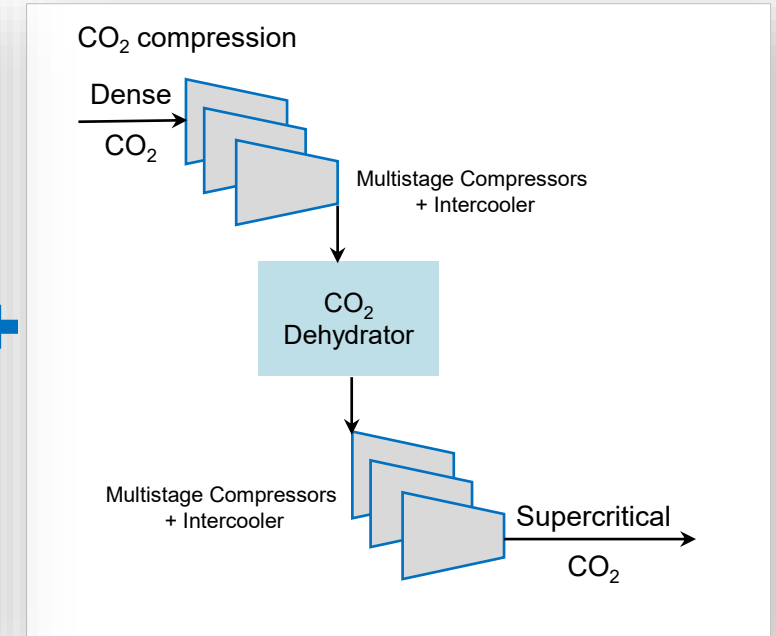 CO₂ compression
Dense
CO₂
Multistage Compressors
+ Intercooler
CO₂
Dehydrator
Multistage Compressors
+ Intercooler
Supercritical
CO₂